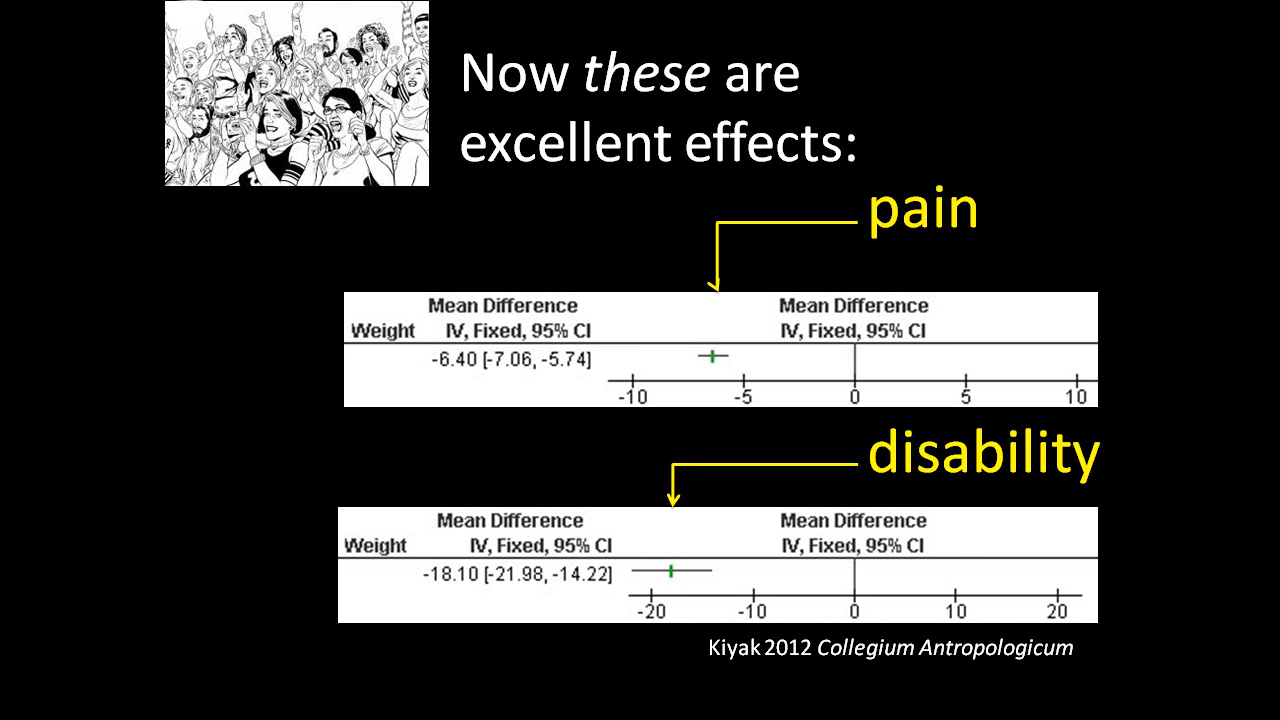 Now these are
excellent effects:
pain
Mean Difference Mean Difference
Weight IV, Fixed, 95% CI IV, Fixed, 95% CI
-6.40 [-7.06, -5.74]
-10 -5 0 5 10
disability
Mean Difference Mean Difference
Weight IV, Fixed, 95% CI IV, Fixed, 95% CI
-18.10 [-21.98, -14.22]
-20 -10 0 10 20
Kiyak 2012 Collegium Antropologicum